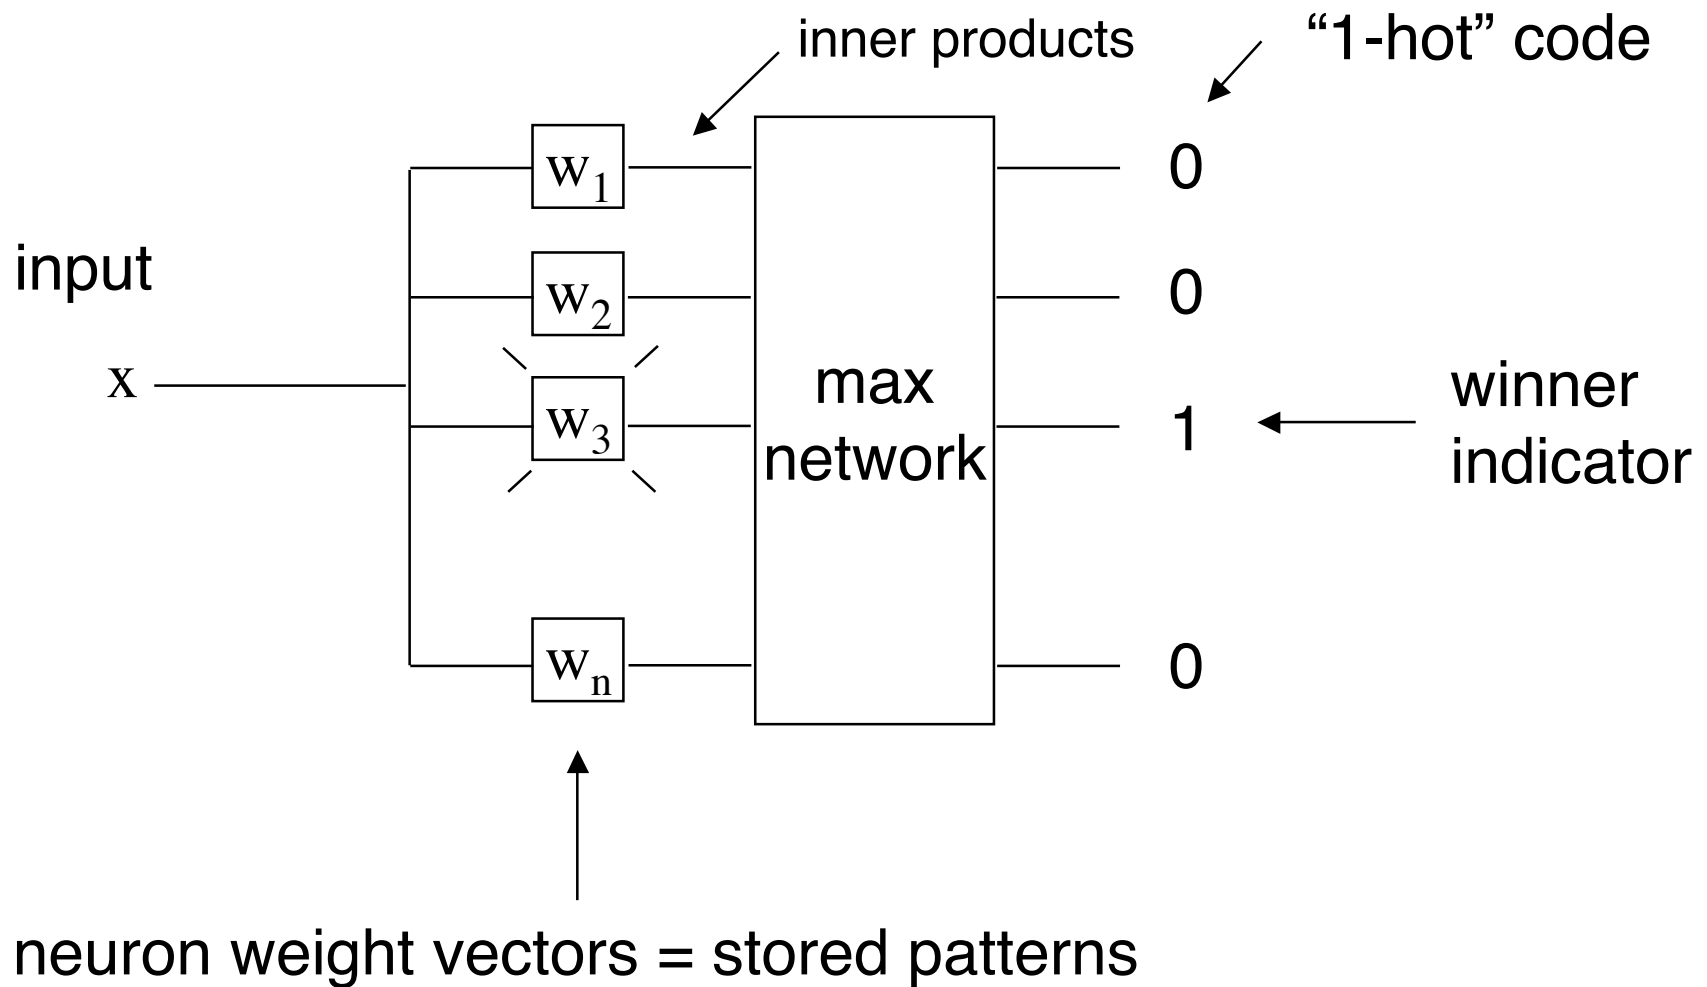 inner products
“1-hot” code
w1
0
input
w2
0
x
w3
max
network
1
winner
indicator
wn
0
neuron weight vectors = stored patterns